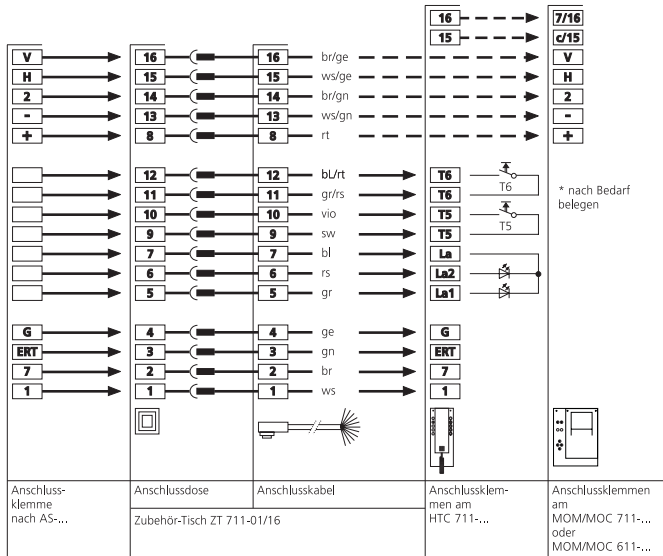 16 7/16
15 c/15
V 16 16 br/ge V
H 15 15 ws/ge H
2 14 14 br/gn 2
- 13 13 ws/gn -
+ 8 8 rt +
12 12 bL/rt T6
T6
11 11 gr/rs T6
10 10 vio T5
T5
9 9 sw T5
7 7 bl La
6 6 rs La2
5 5 gr La1
* nach Bedarf
belegen
G 4 4 ge G
ERT 3 3 gn ERT
7 2 2 br 7
1 1 1 ws 1
Anschluss-
klemme
nach AS-...
Anschlussdose
Anschlusskabel
Zubehör-Tisch ZT 711-01/16
Anschlussklem-
men am
HTC 711-...
Anschlussklemmen
am
MOM/MOC 711-...
oder
MOM/MOC 611-...